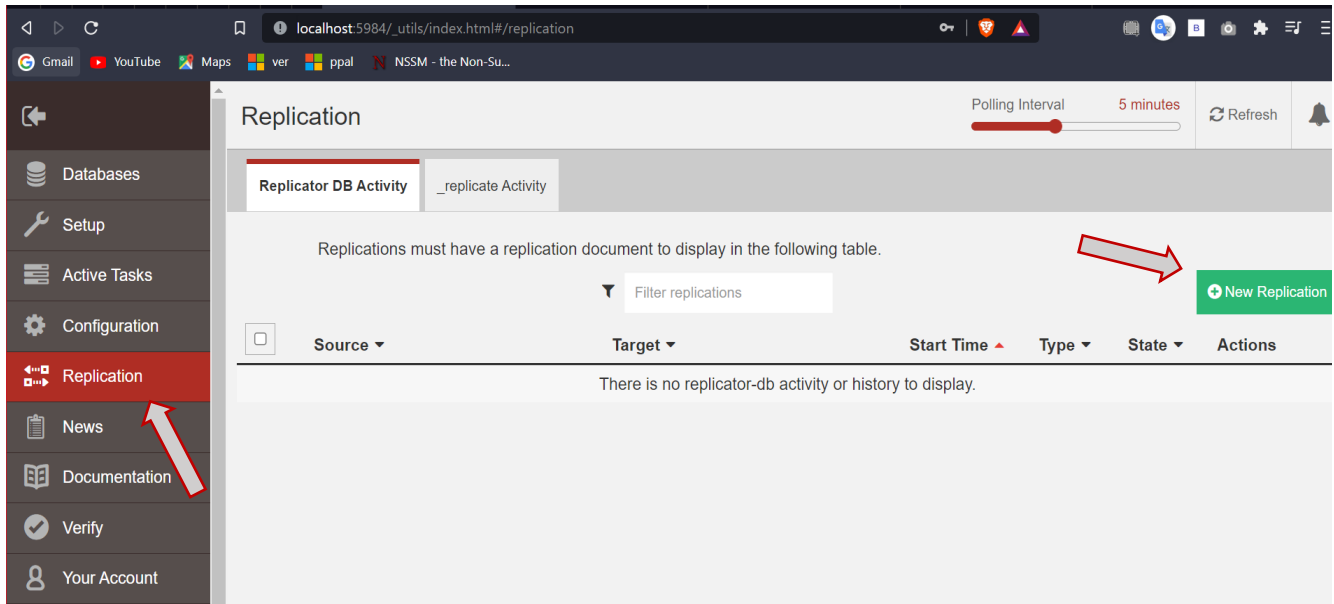 localhost:5984/_utils/index.html#/replication
Gmail YouTube Maps ver ppal NSSM - the Non-Su...
Replication Polling Interval 5 minutes Refresh
Databases
Replicator DB Activity _replicate Activity
Setup
Replications must have a replication document to display in the following table.
Active Tasks
Filter replications New Replication
Configuration
Source Target Start Time Type State Actions
Replication
There is no replicator-db activity or history to display.
News
Documentation
Verify
Your Account